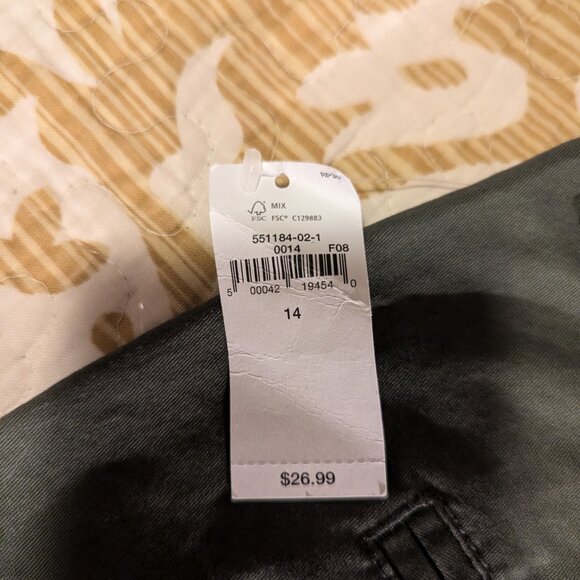 MIX
FSC FSC® C129883
551184-02-1
0014 F08
5 00042 19454 0
14
$26.99